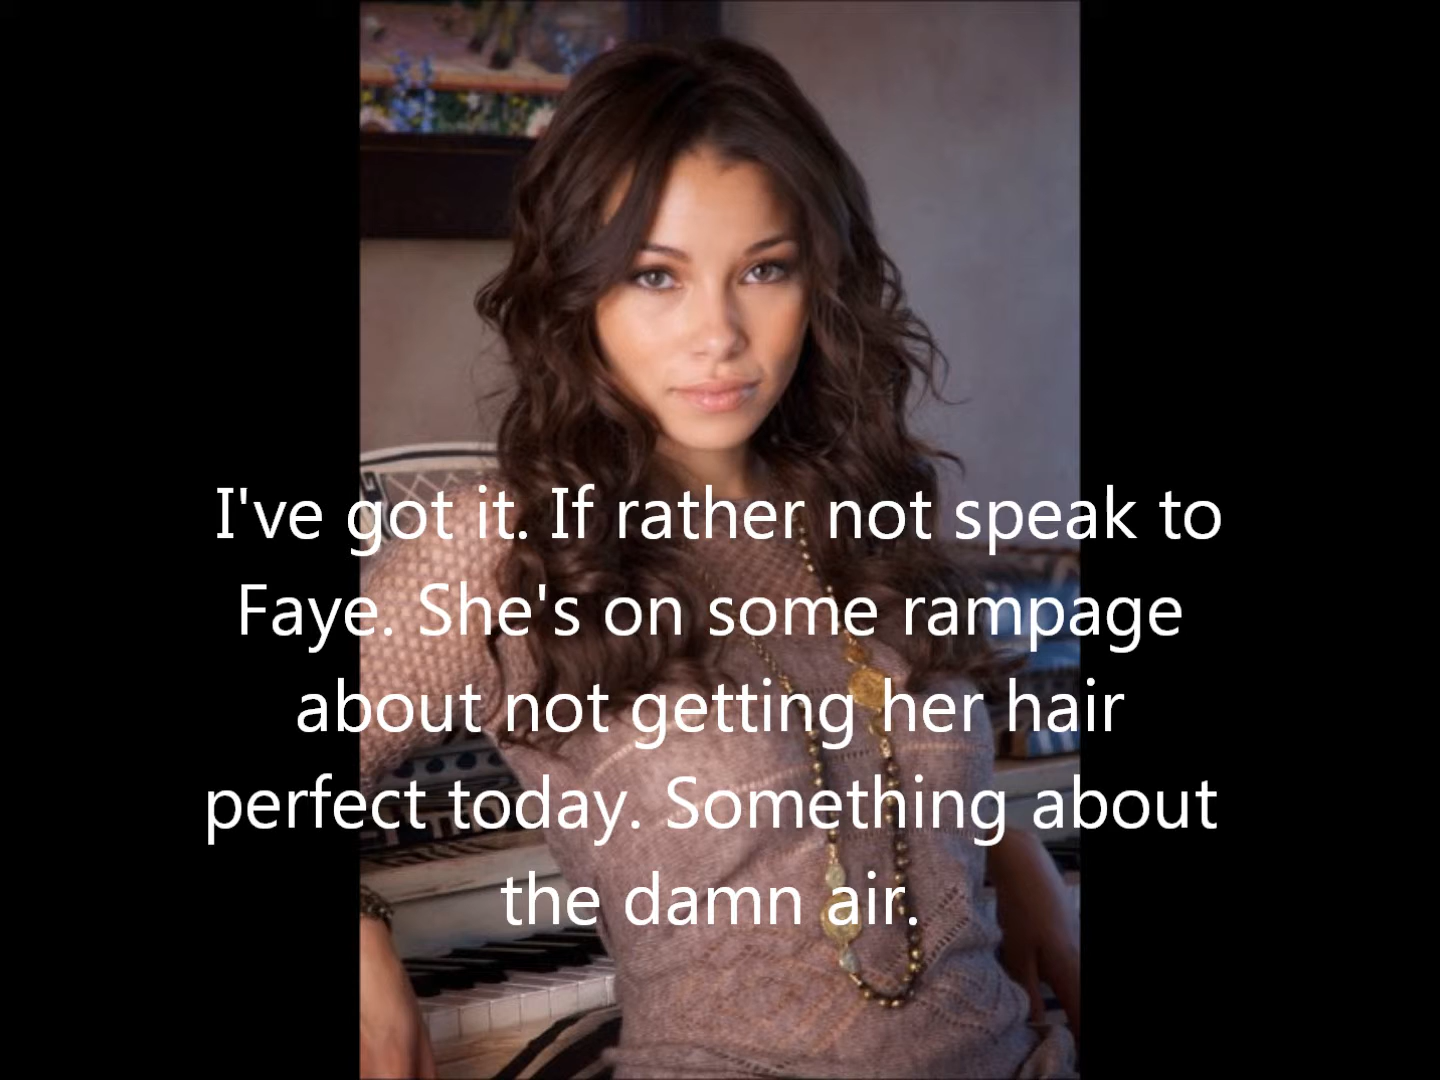 I've got it. If rather not speak to
Faye. She's on some rampage
about not getting her hair
perfect today. Something about
the damn air.